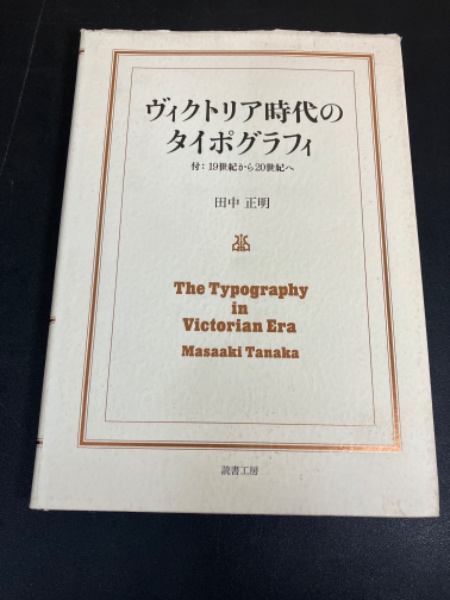 ヴィクトリア時代の
タイポグラフィ
付：19世紀から20世紀へ
田中 正明
The Typography
in
Victorian Era
Masaaki Tanaka
読書工房